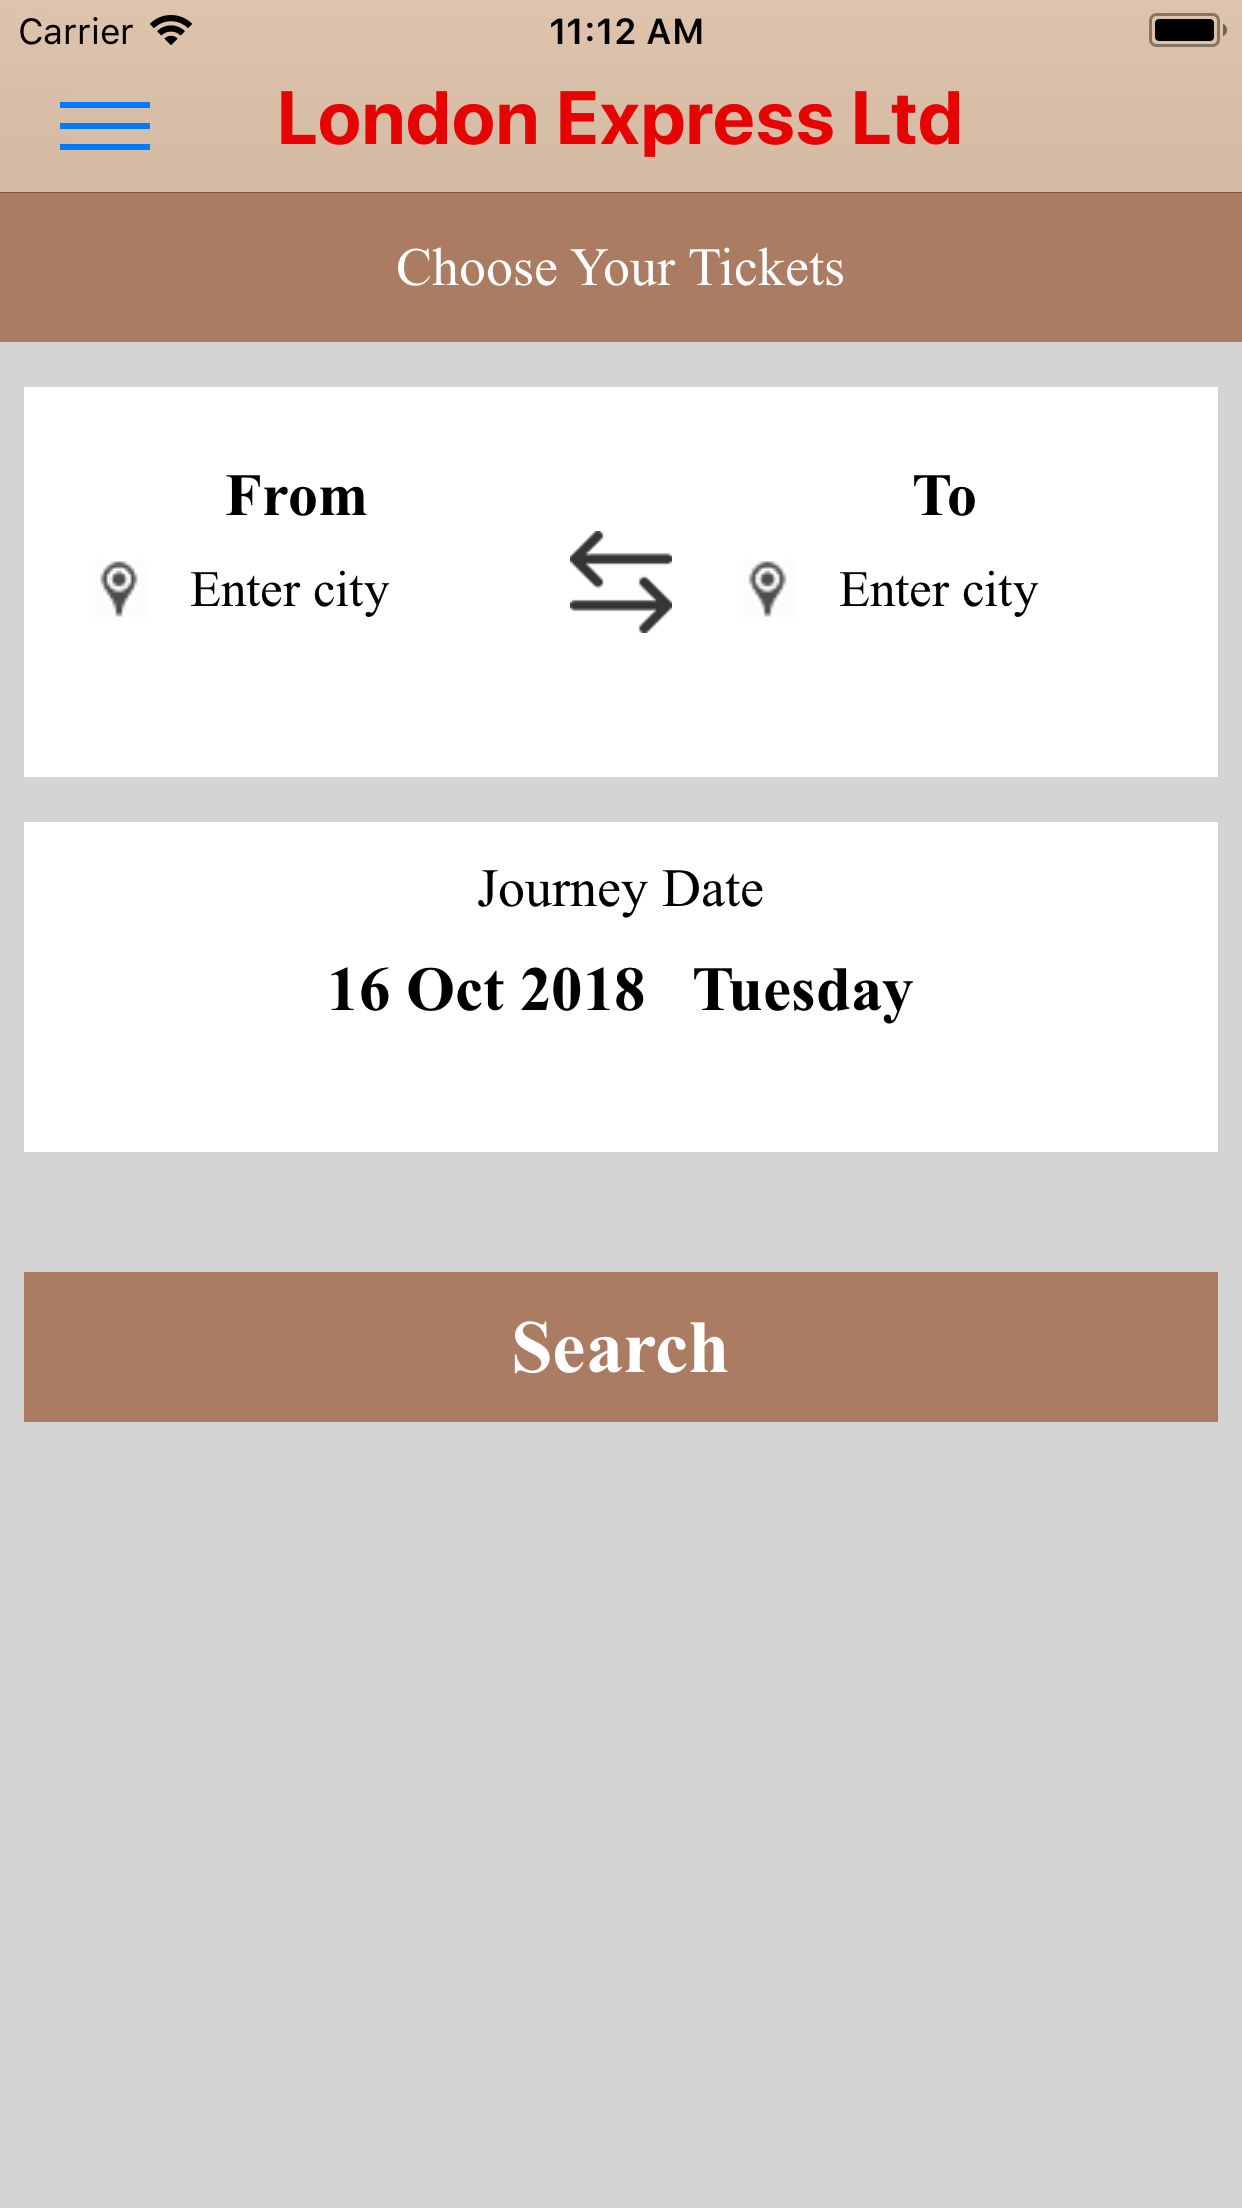 Carrier 11:12 AM
London Express Ltd
Choose Your Tickets
From To
Enter city Enter city
Journey Date
16 Oct 2018 Tuesday
Search